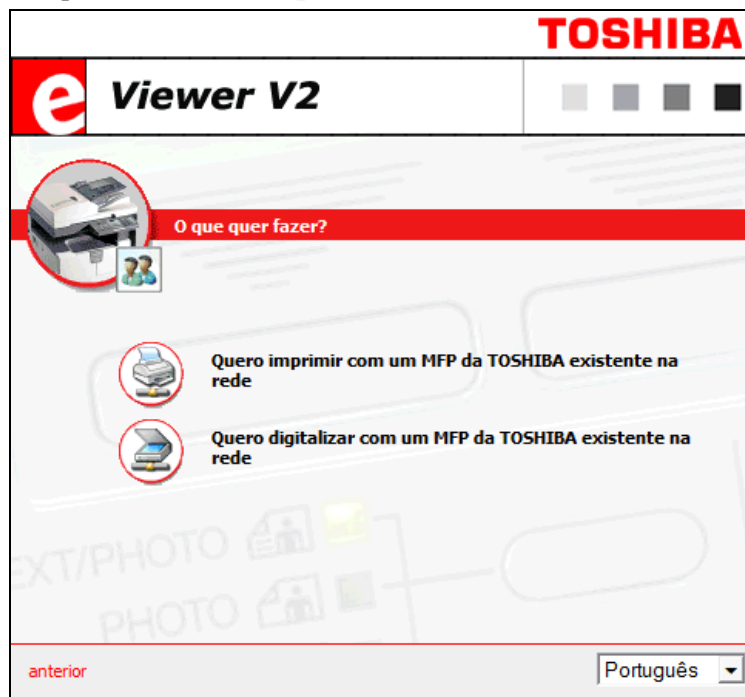 TOSHIBA
e Viewer V2
O que quer fazer?
Quero imprimir com um MFP da TOSHIBA existente na
rede
Quero digitalizar com um MFP da TOSHIBA existente na
rede
EXT/PHOTO
PHOTO
anterior
Português